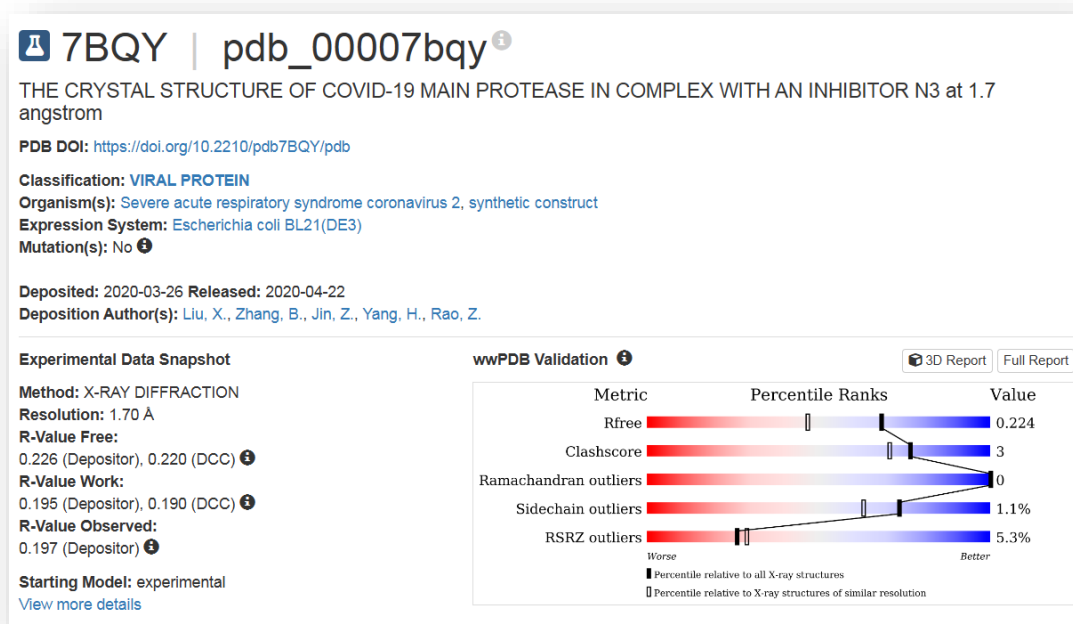 7BQY | pdb_00007bqy
THE CRYSTAL STRUCTURE OF COVID-19 MAIN PROTEASE IN COMPLEX WITH AN INHIBITOR N3 at 1.7
angstrom
PDB DOI: https://doi.org/10.2210/pdb7BQY/pdb
Classification: VIRAL PROTEIN
Organism(s): Severe acute respiratory syndrome coronavirus 2, synthetic construct
Expression System: Escherichia coli BL21(DE3)
Mutation(s): No
Deposited: 2020-03-26 Released: 2020-04-22
Deposition Author(s): Liu, X., Zhang, B., Jin, Z., Yang, H., Rao, Z.
Experimental Data Snapshot
Method: X-RAY DIFFRACTION
Resolution: 1.70 Å
R-Value Free:
0.226 (Depositor), 0.220 (DCC)
R-Value Work:
0.195 (Depositor), 0.190 (DCC)
R-Value Observed:
0.197 (Depositor)
Starting Model: experimental
View more details
wwPDB Validation
3D Report Full Report
Metric Percentile Ranks Value
Rfree 0.224
Clashscore 3
Ramachandran outliers 0
Sidechain outliers 1.1%
RSRZ outliers 5.3%
Worse Better
Percentile relative to all X-ray structures
Percentile relative to X-ray structures of similar resolution